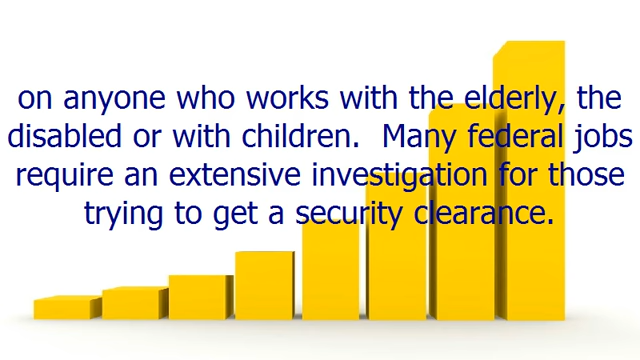 on anyone who works with the elderly, the
disabled or with children.  Many federal jobs
require an extensive investigation for those
trying to get a security clearance.